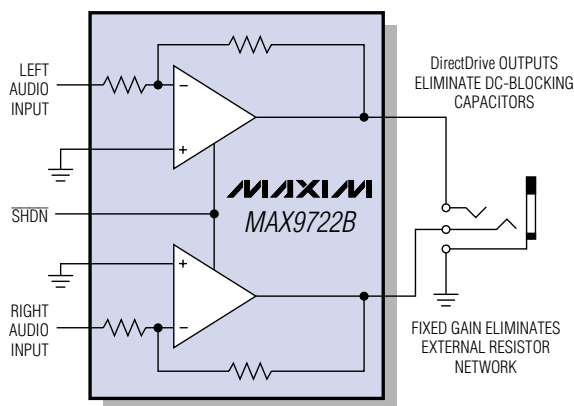 LEFT
AUDIO
INPUT
DirectDrive OUTPUTS
ELIMINATE DC-BLOCKING
CAPACITORS
−
+
SHDN
MAXIM
MAX9722B
+
−
RIGHT
AUDIO
INPUT
FIXED GAIN ELIMINATES
EXTERNAL RESISTOR
NETWORK